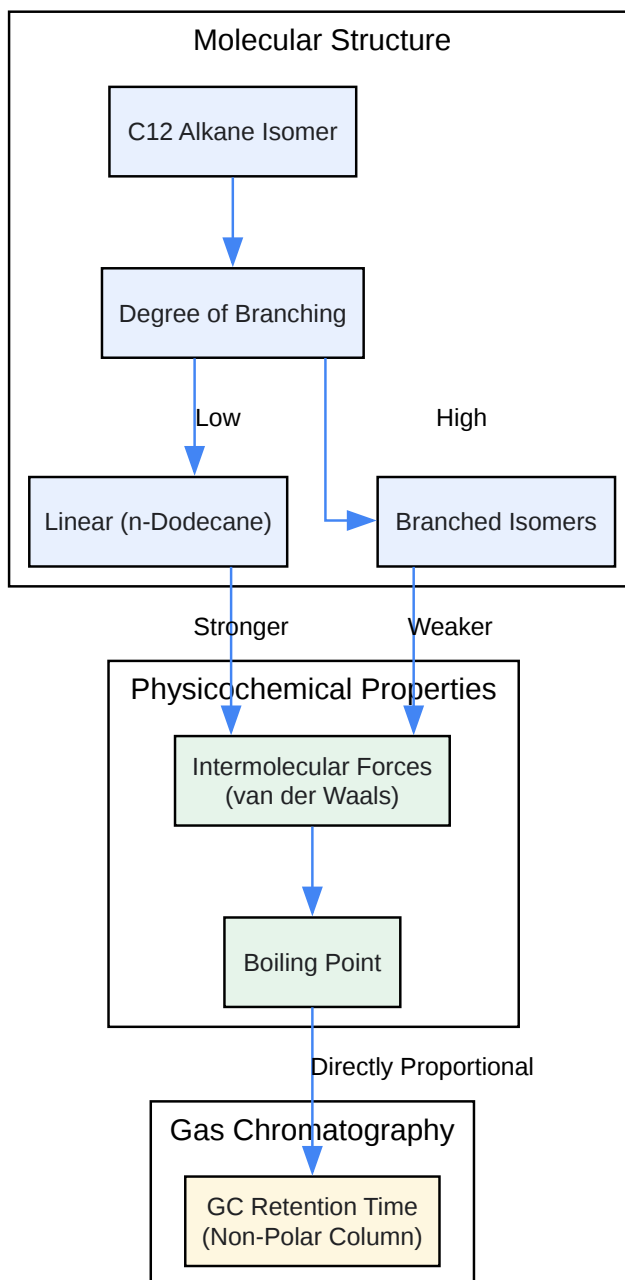 Molecular Structure
C12 Alkane Isomer
Degree of Branching
Low
High
Linear (n-Dodecane)
Branched Isomers
Stronger
Weaker
Physicochemical Properties
Intermolecular Forces
(van der Waals)
Boiling Point
Directly Proportional
Gas Chromatography
GC Retention Time
(Non-Polar Column)